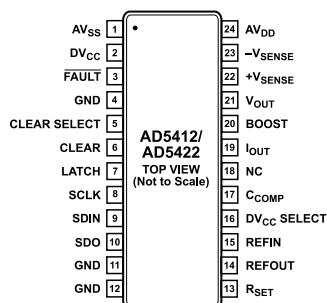 AVSS 1
DVCC 2
FAULT 3
GND 4
CLEAR SELECT 5
CLEAR 6
LATCH 7
SCLK 8
SDIN 9
SDO 10
GND 11
GND 12
AD5412/
AD5422
TOP VIEW
(Not to Scale)
24 AVDD
23 –VSENSE
22 +VSENSE
21 VOUT
20 BOOST
19 IOUT
18 NC
17 CCOMP
16 DVCC SELECT
15 REFIN
14 REFOUT
13 RSET